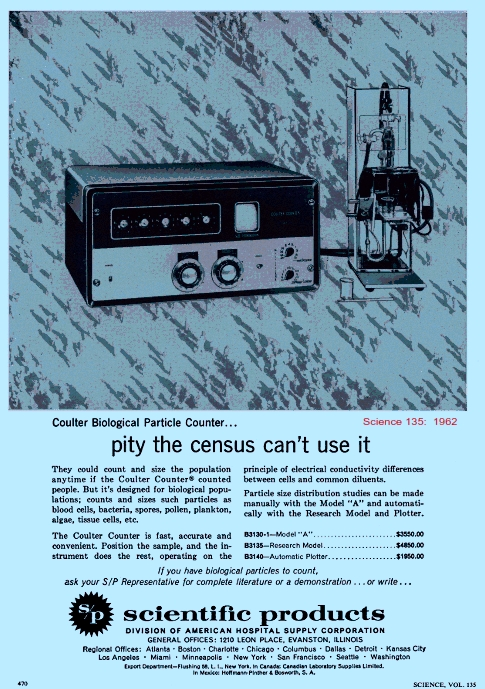 COULTER COUNTER
Coulter Biological Particle Counter...
Science 135: 1962
pity the census can't use it
They could count and size the population
anytime if the Coulter Counter® counted
people. But it's designed for biological popu-
lations; counts and sizes such particles as
blood cells, bacteria, spores, pollen, plankton,
algae, tissue cells, etc.
The Coulter Counter is fast, accurate and
convenient. Position the sample, and the in-
strument does the rest, operating on the
principle of electrical conductivity differences
between cells and common diluents.
Particle size distribution studies can be made
manually with the Model "A" and automati-
cally with the Research Model and Plotter.
B3130-1—Model "A"......................$3550.00
B3135—Research Model....................$4850.00
B3140—Automatic Plotter..................$1950.00
If you have biological particles to count,
ask your S/P Representative for complete literature or a demonstration ... or write ...
S/P
scientific products
DIVISION OF AMERICAN HOSPITAL SUPPLY CORPORATION
GENERAL OFFICES: 1210 LEON PLACE, EVANSTON, ILLINOIS
Regional Offices: Atlanta · Boston · Charlotte · Chicago · Columbus · Dallas · Detroit · Kansas City
Los Angeles · Miami · Minneapolis · New York · San Francisco · Seattle · Washington
Export Department—Flushing 58, L. I., New York. In Canada: Canadian Laboratory Supplies Limited.
In Mexico: Hoffmann-Pinther & Bosworth, S. A.
470
SCIENCE, VOL. 135